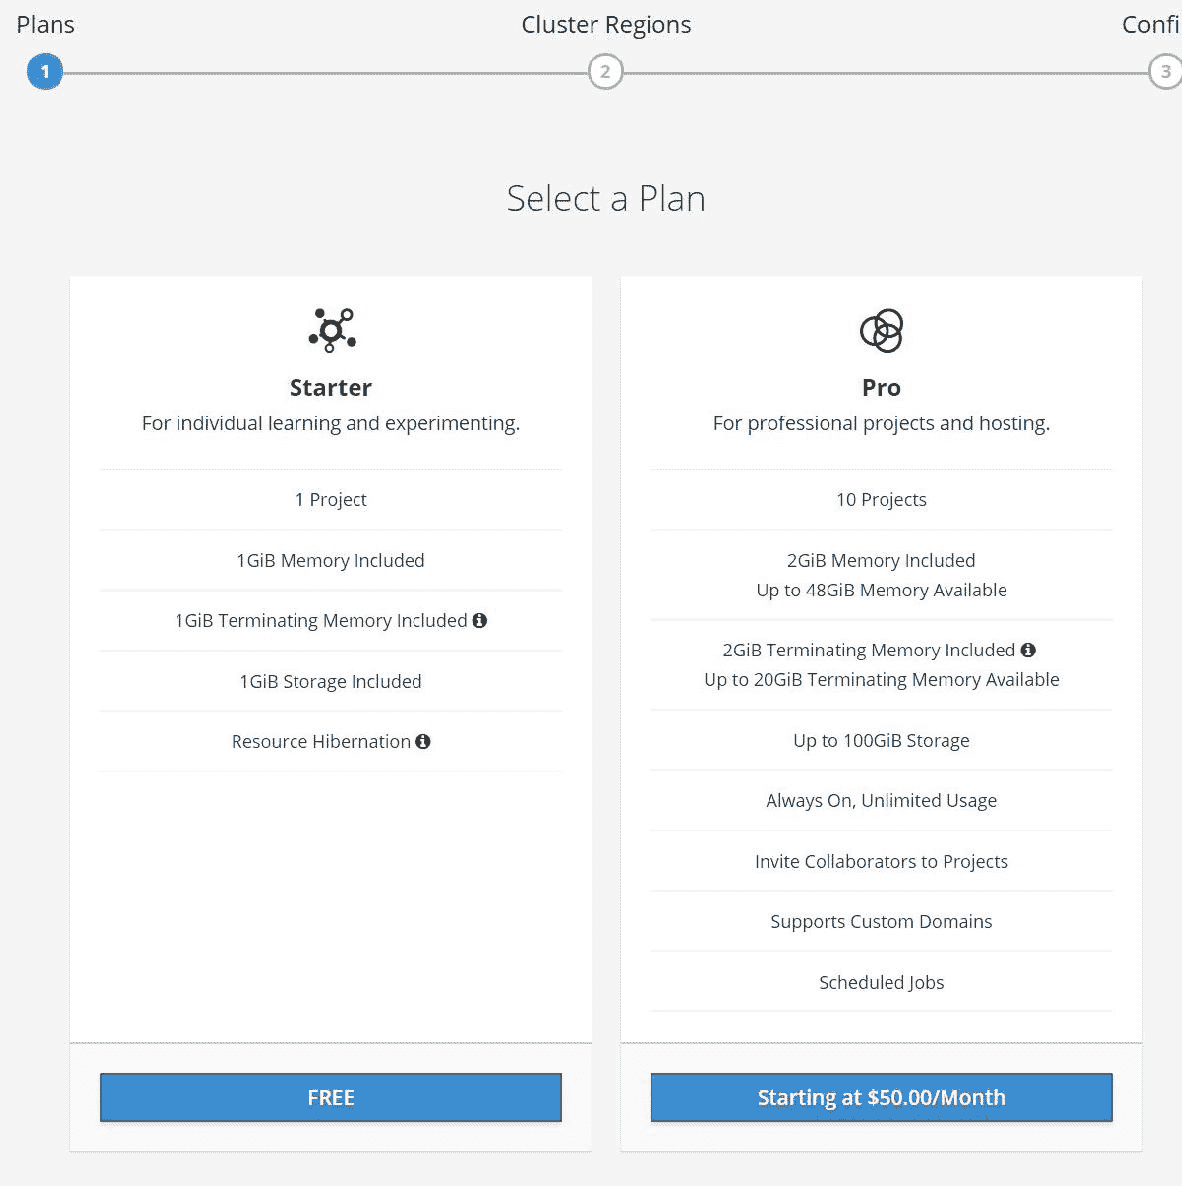 Plans
Cluster Regions
Confi
1
2
3
Select a Plan
Starter
For individual learning and experimenting.
1 Project
1GiB Memory Included
1GiB Terminating Memory Included
1GiB Storage Included
Resource Hibernation
FREE
Pro
For professional projects and hosting.
10 Projects
2GiB Memory Included
Up to 48GiB Memory Available
2GiB Terminating Memory Included
Up to 20GiB Terminating Memory Available
Up to 100GiB Storage
Always On, Unlimited Usage
Invite Collaborators to Projects
Supports Custom Domains
Scheduled Jobs
Starting at $50.00/Month